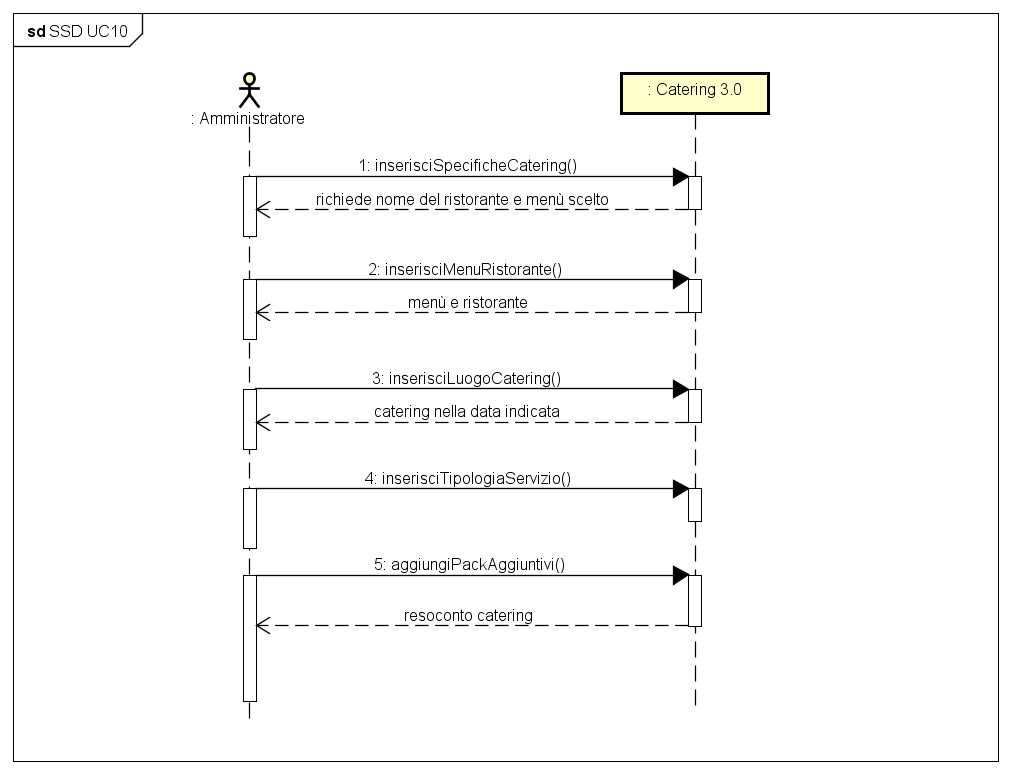 sd SSD UC10
: Amministratore
: Catering 3.0
1: inserisciSpecificheCatering()
richiede nome del ristorante e menù scelto
2: inserisciMenuRistorante()
menù e ristorante
3: inserisciLuogoCatering()
catering nella data indicata
4: inserisciTipologiaServizio()
5: aggiungiPackAggiuntivi()
resoconto catering